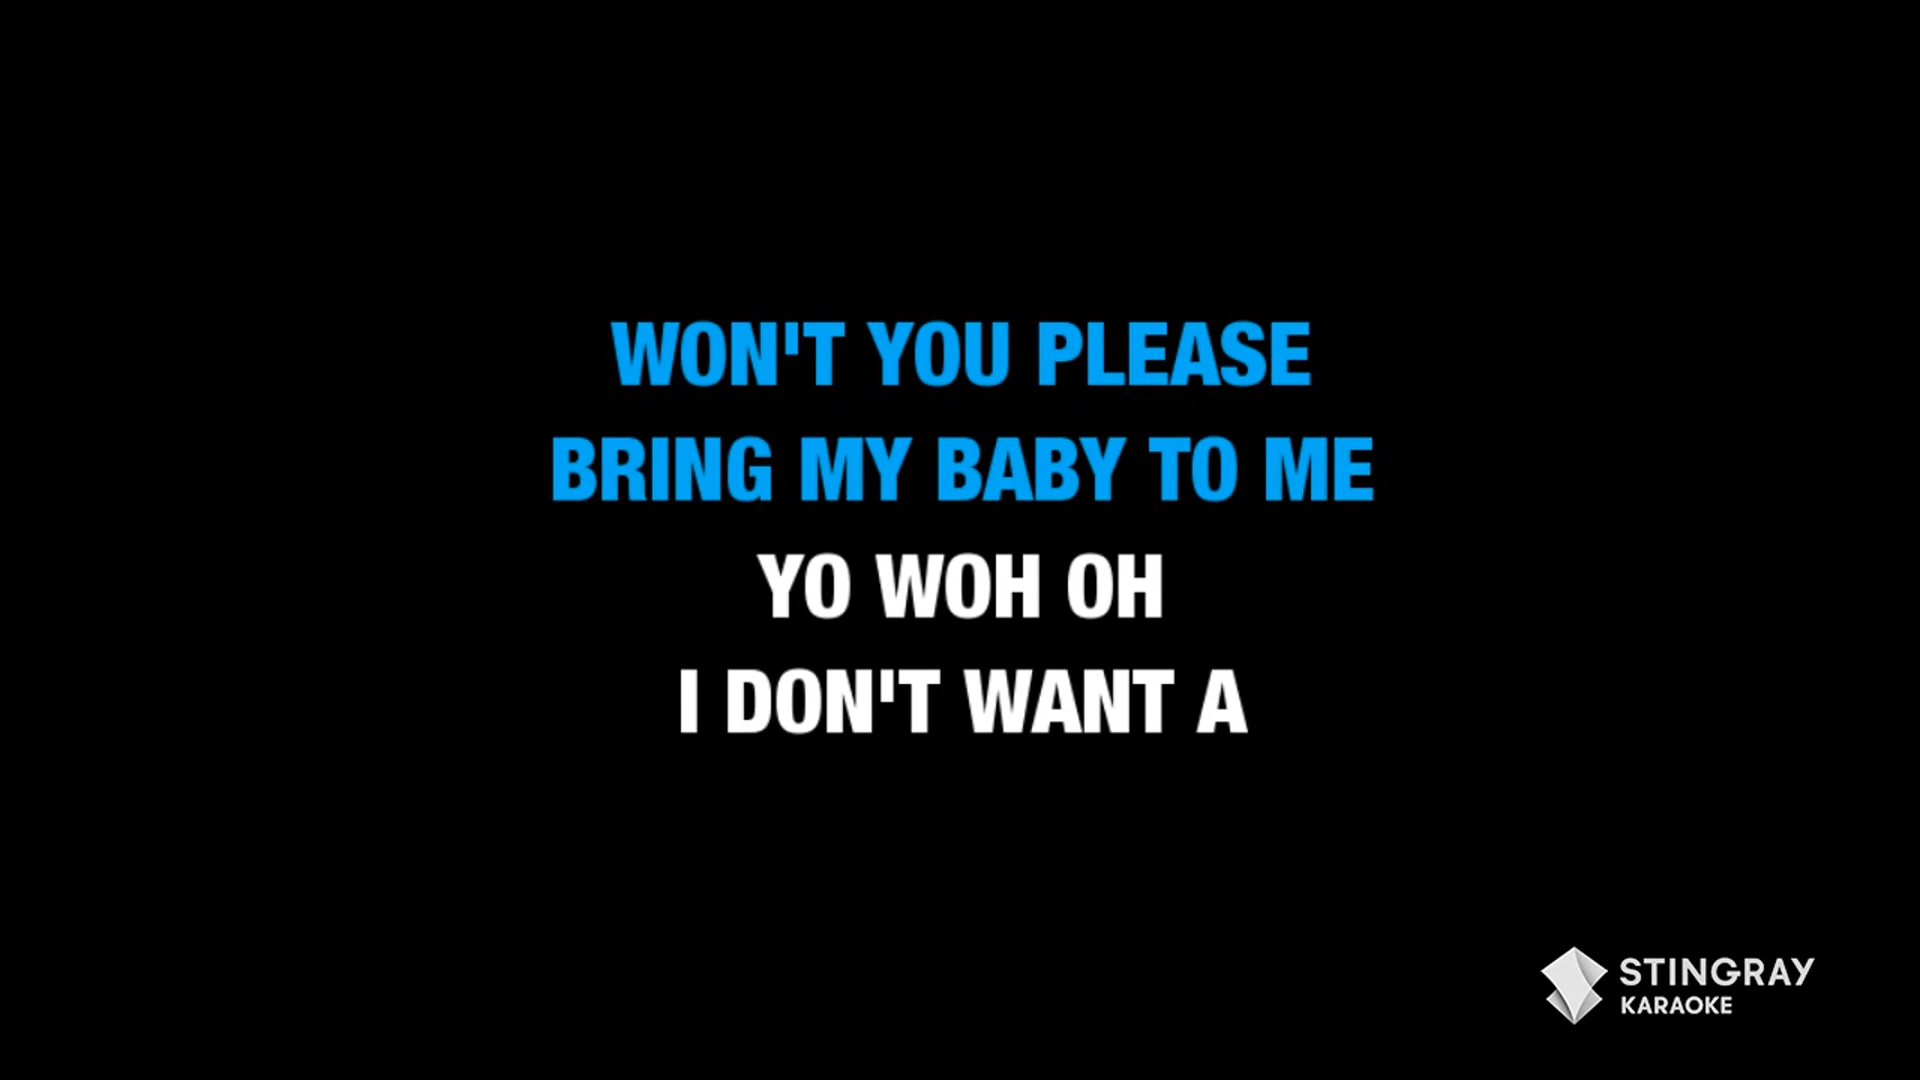 WON'T YOU PLEASE
BRING MY BABY TO ME
YO WOH OH
I DON'T WANT A
STINGRAY
KARAOKE